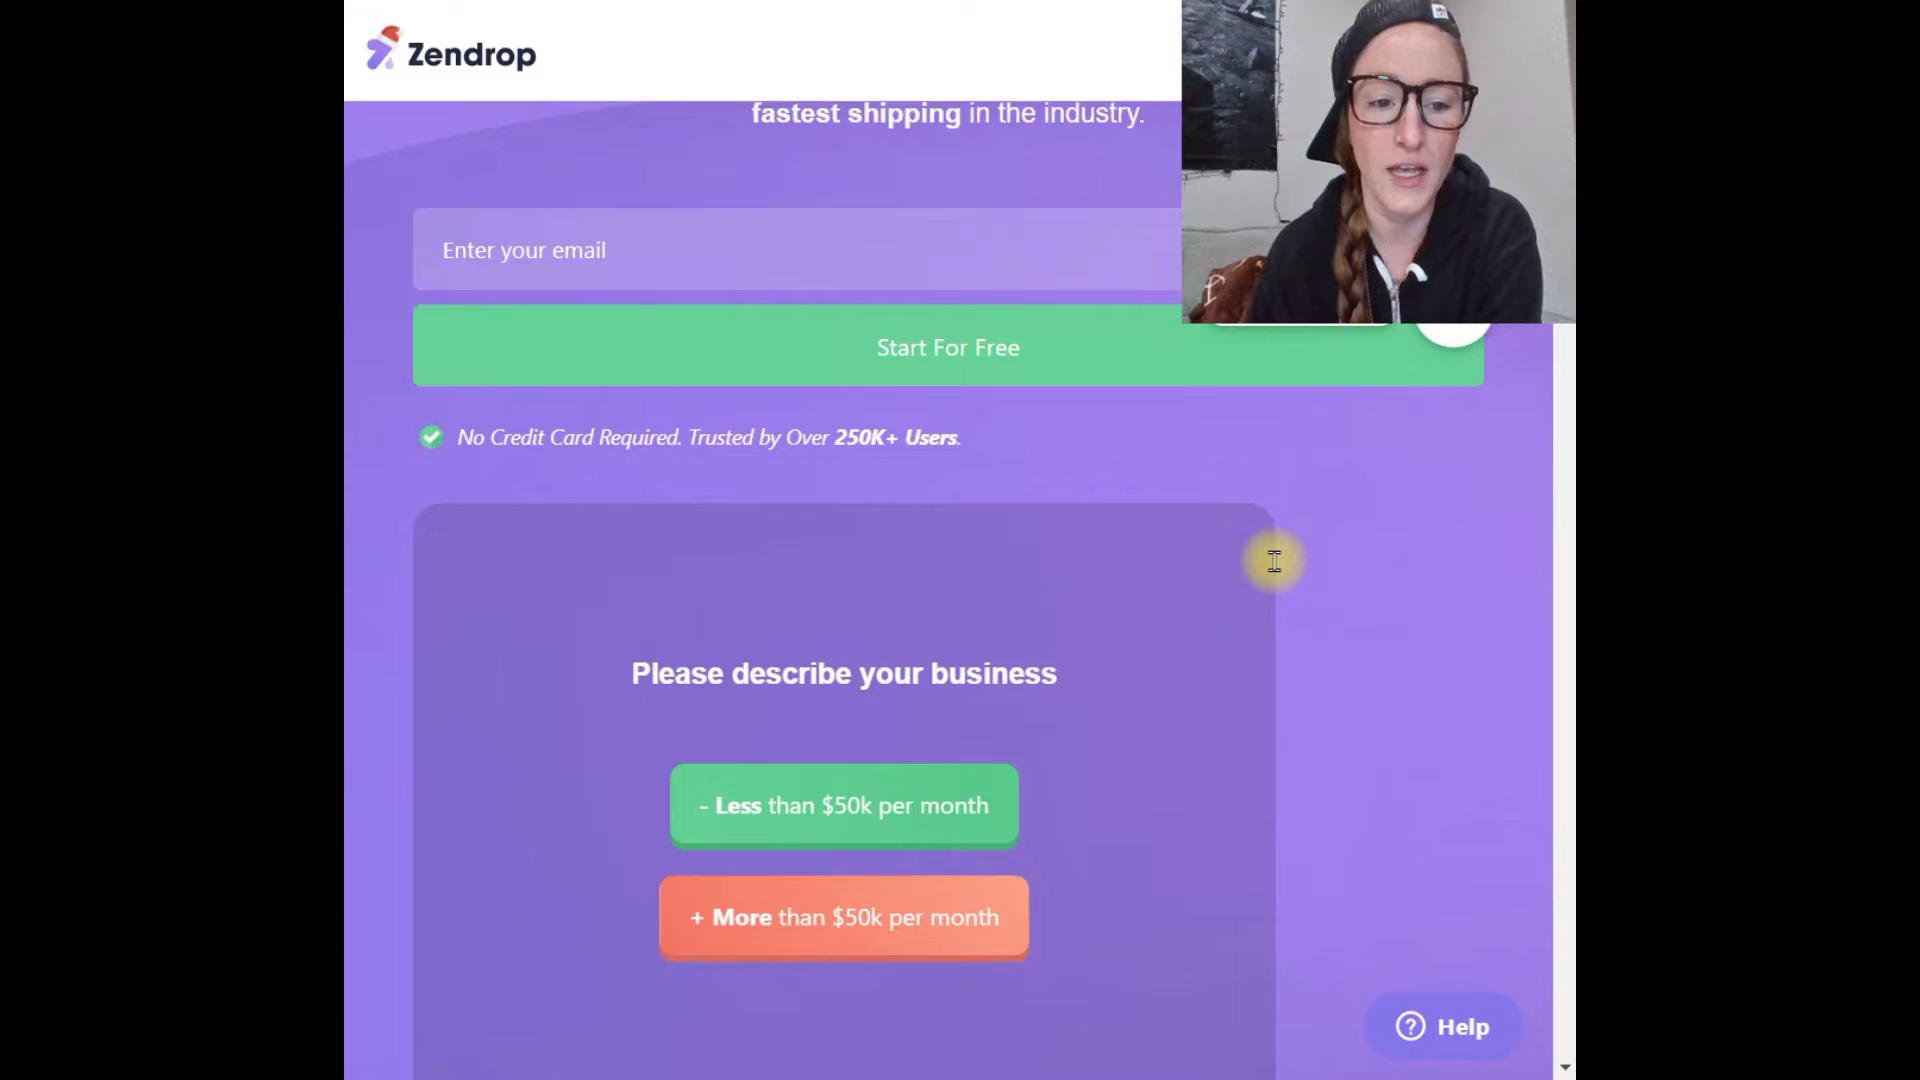 Zendrop
fastest shipping in the industry.
Enter your email
Start For Free
No Credit Card Required. Trusted by Over 250K+ Users.
Please describe your business
- Less than $50k per month
+ More than $50k per month
Help